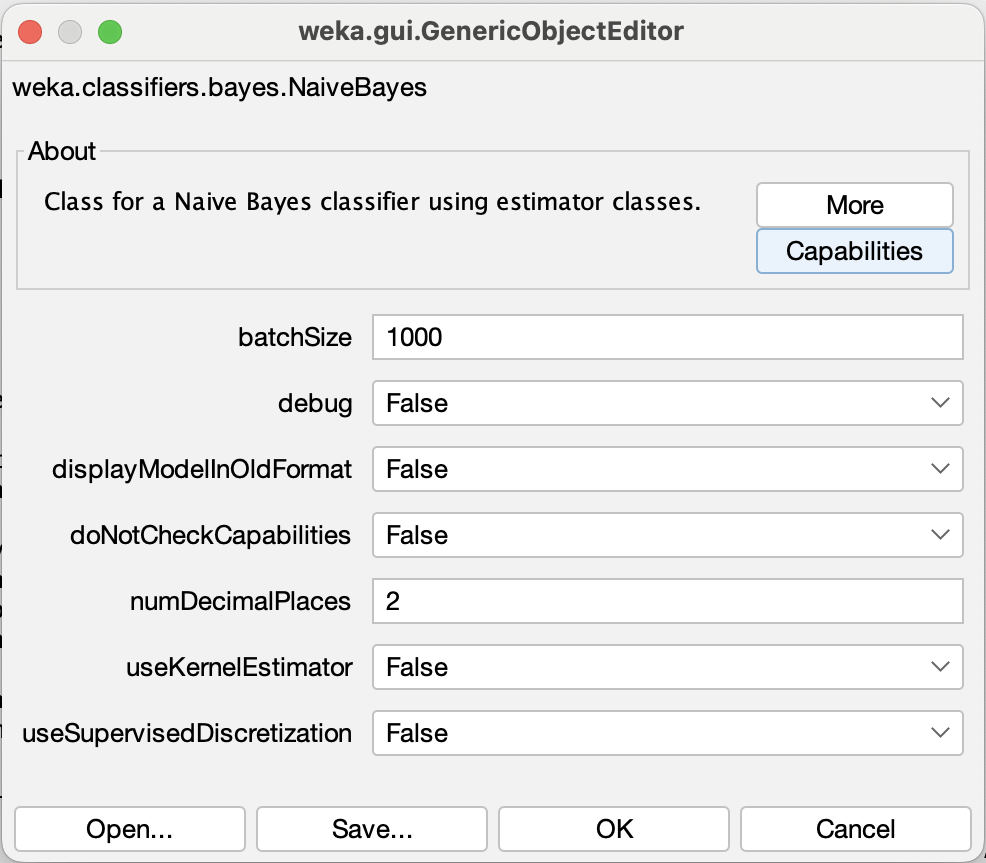 weka.gui.GenericObjectEditor
weka.classifiers.bayes.NaiveBayes
About
Class for a Naive Bayes classifier using estimator classes.
More
Capabilities
batchSize 1000
debug False
displayModelInOldFormat False
doNotCheckCapabilities False
numDecimalPlaces 2
useKernelEstimator False
useSupervisedDiscretization False
Open... Save... OK Cancel